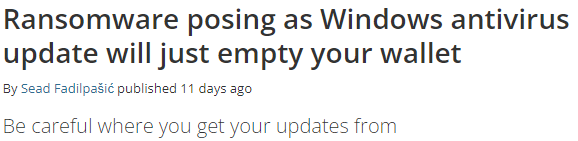 Ransomware posing as Windows antivirus
update will just empty your wallet
By Sead Fadilpašić published 11 days ago
Be careful where you get your updates from